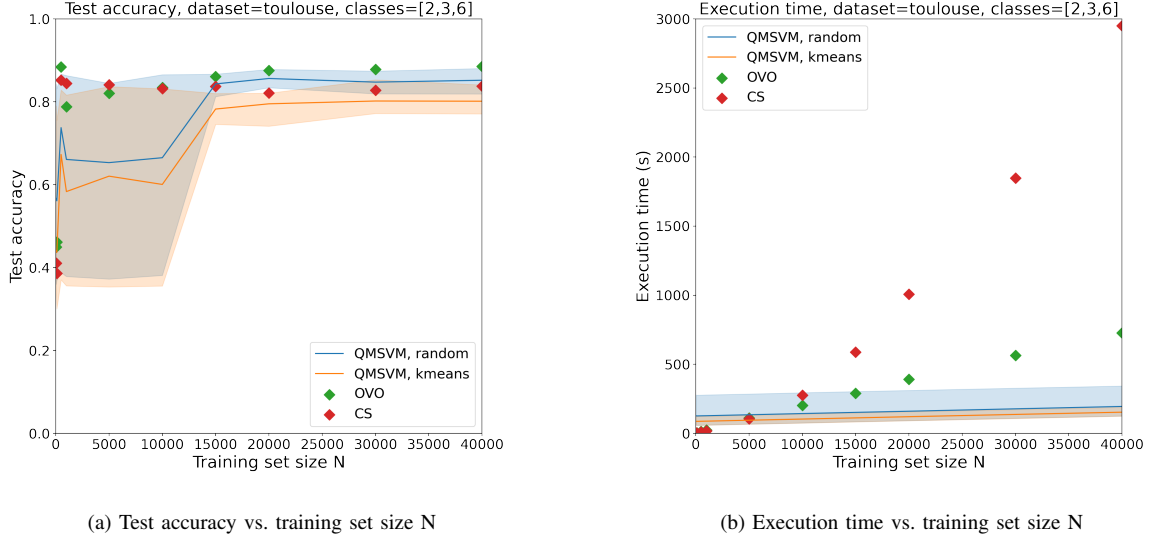 Test accuracy, dataset=toulouse, classes=[2,3,6]
1.0
0.8
0.6
0.4
0.2
0.0
Test accuracy
QMSVM, random
QMSVM, kmeans
OVO
CS
0 5000 10000 15000 20000 25000 30000 35000 40000
Training set size N
(a) Test accuracy vs. training set size N
Execution time, dataset=toulouse, classes=[2,3,6]
3000
2500
2000
1500
1000
500
0
Execution time (s)
QMSVM, random
QMSVM, kmeans
OVO
CS
0 5000 10000 15000 20000 25000 30000 35000 40000
Training set size N
(b) Execution time vs. training set size N